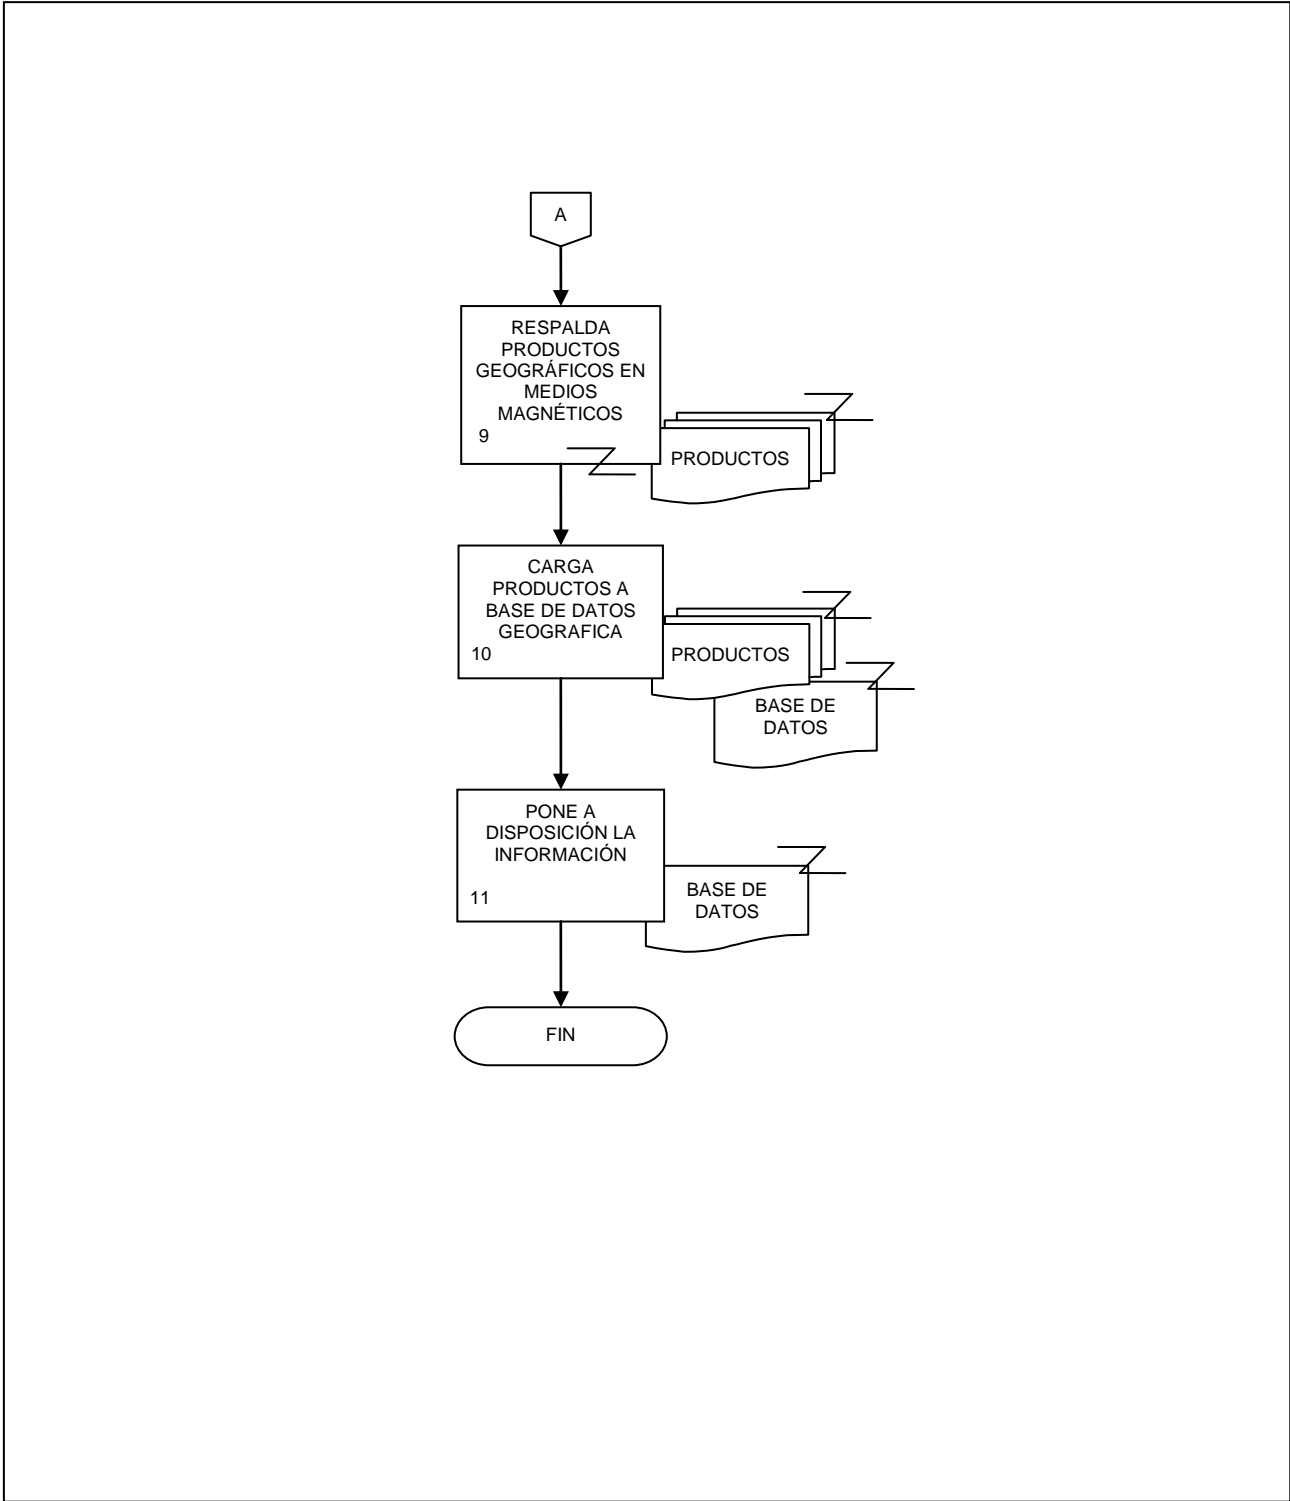 A
RESPALDA
PRODUCTOS
GEOGRÁFICOS EN
MEDIOS
MAGNÉTICOS
9
PRODUCTOS
CARGA
PRODUCTOS A
BASE DE DATOS
GEOGRAFICA
10
PRODUCTOS
BASE DE
DATOS
PONE A
DISPOSICIÓN LA
INFORMACIÓN
11
BASE DE
DATOS
FIN